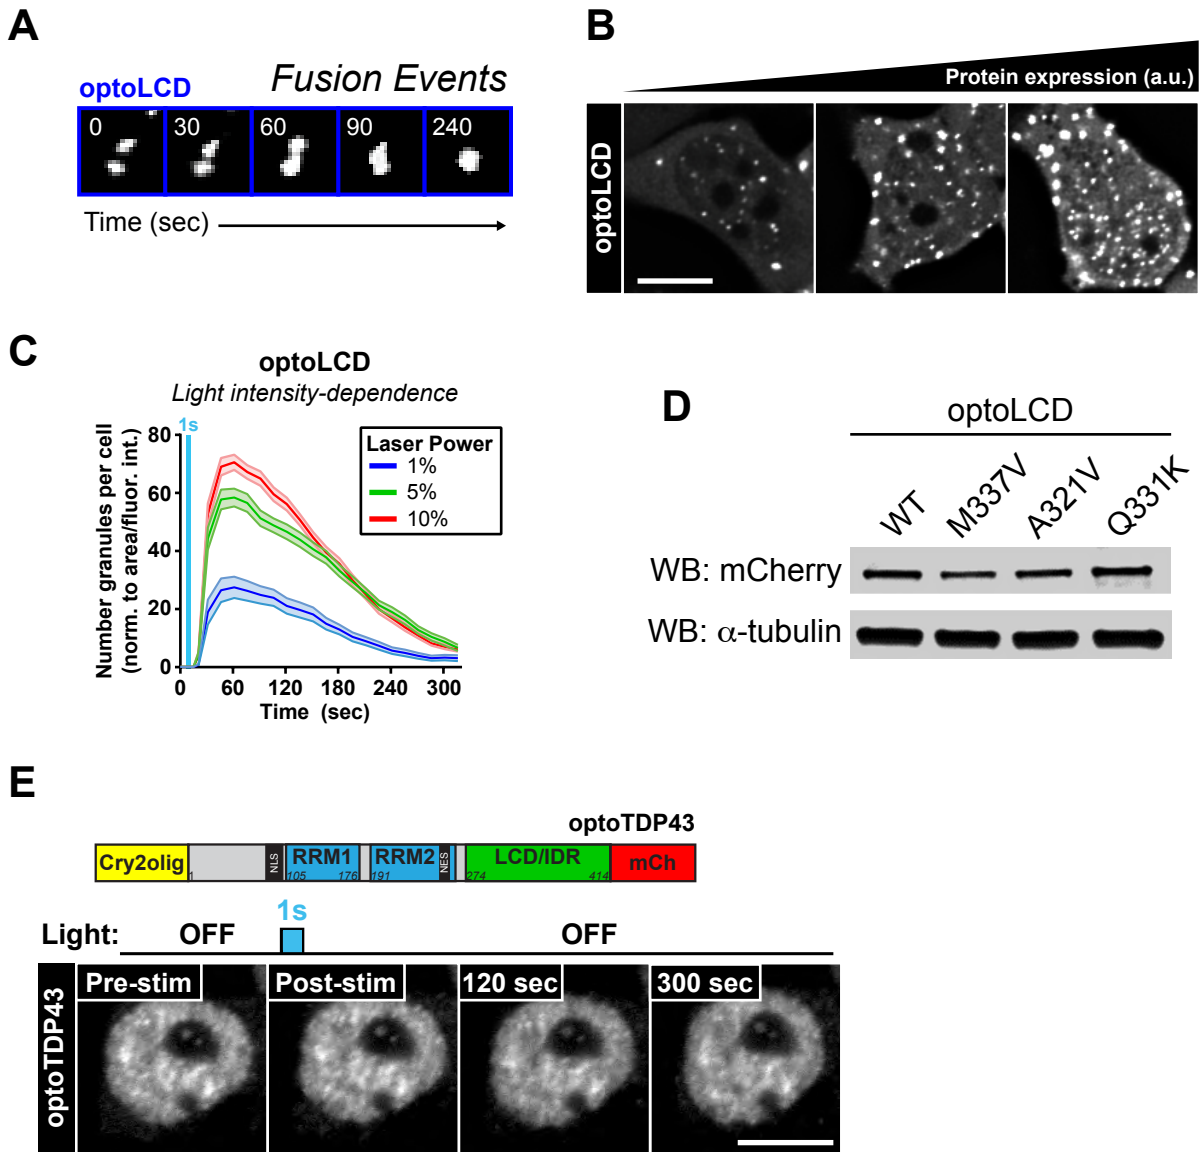 A
optoLCD
Fusion Events
0 30 60 90 240
Time (sec)
B
Protein expression (a.u.)
optoLCD
C
optoLCD
Light intensity-dependence
1s
Number granules per cell
(norm. to area/fluor. int.)
80
60
40
20
0
0 60 120 180 240 300
Time (sec)
Laser Power
1%
5%
10%
D
optoLCD
WT M337V A321V Q331K
WB: mCherry
WB: α-tubulin
E
optoTDP43
Cry2olig 1 NLS RRM1 105 176 RRM2 191 NES LCD/IDR 274 414 mCh
1s
Light: OFF OFF
optoTDP43
Pre-stim Post-stim 120 sec 300 sec